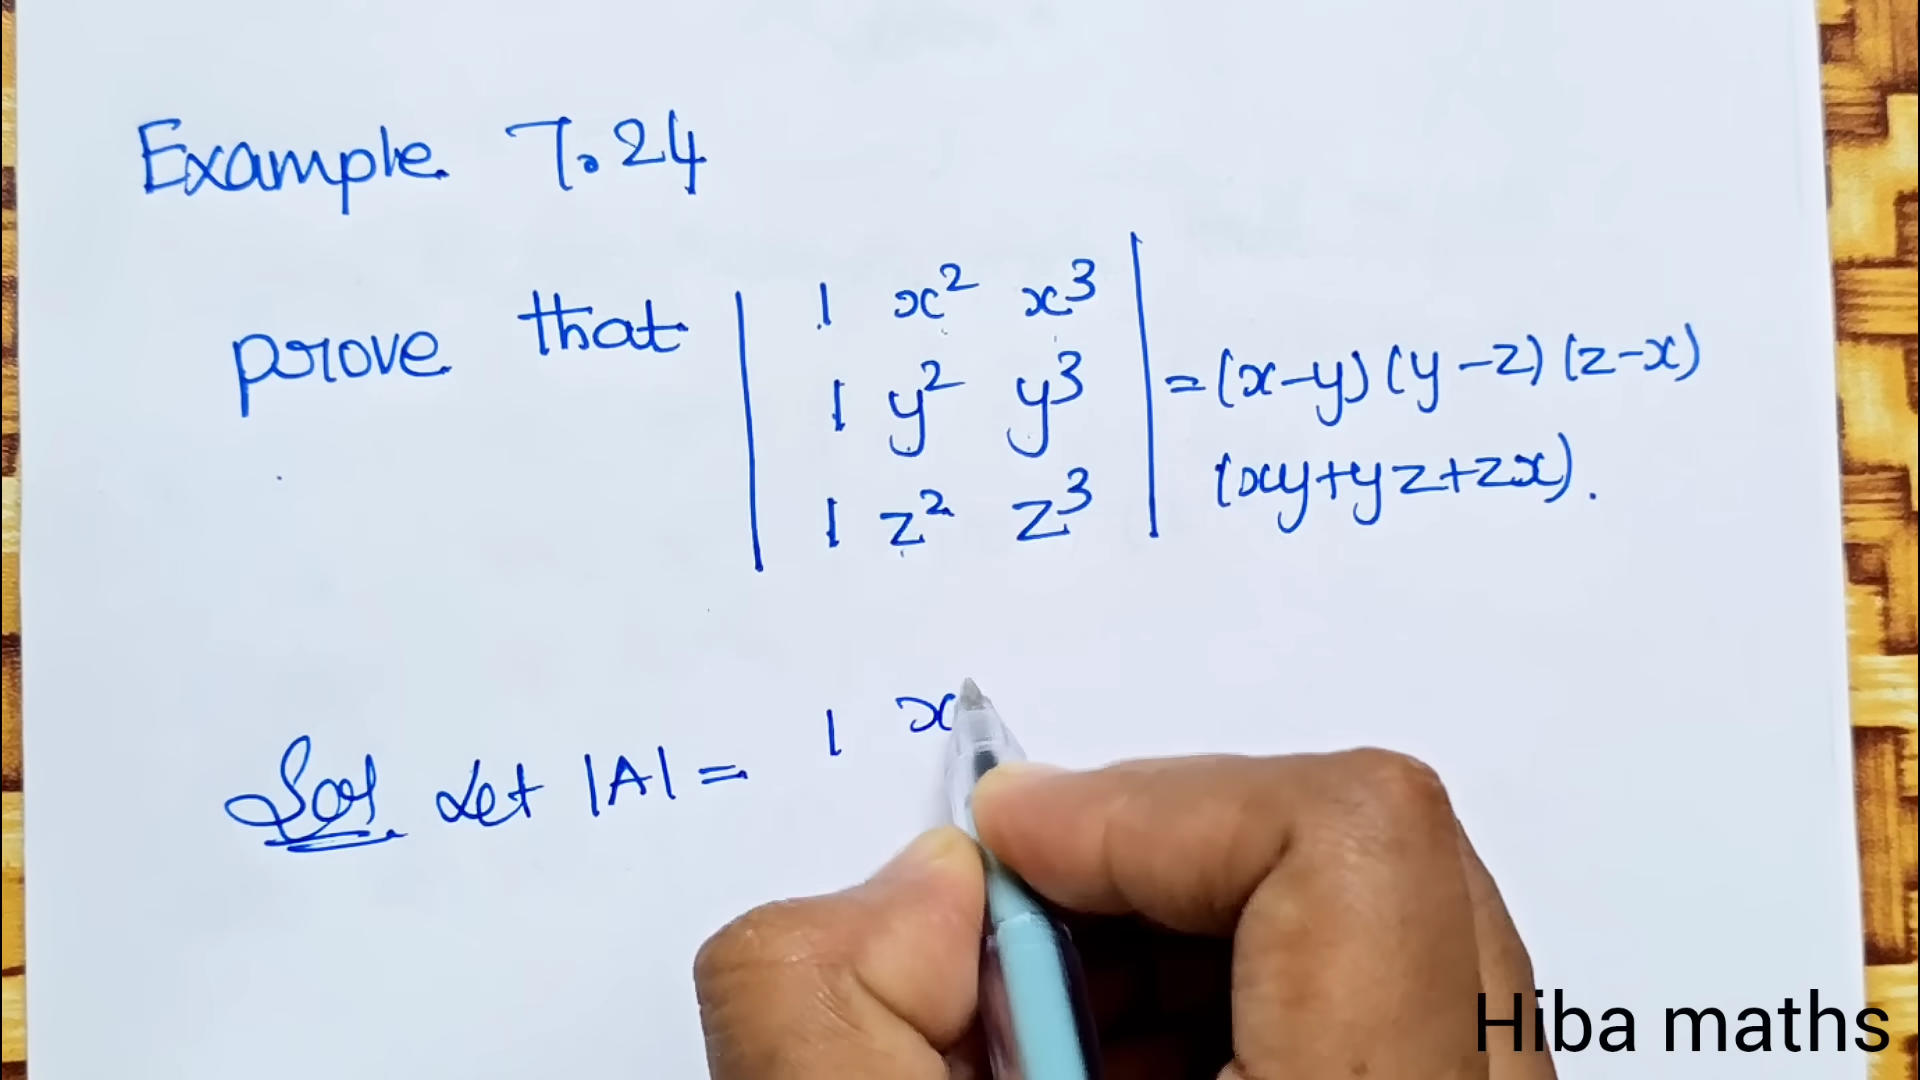 Example 7.24
prove that | 1 x² x³ |
| 1 y² y³ | = (x-y) (y-z) (z-x)
| 1 z² z³ | (xy+yz+zx).
Sol Let |A| = 1 x
Hiba maths